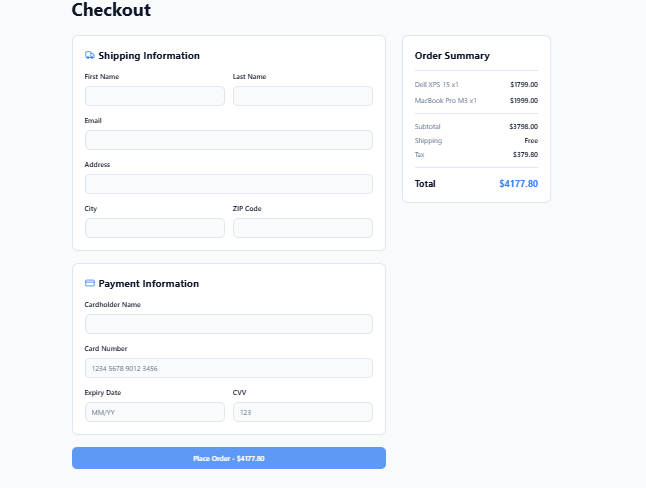 Checkout
Shipping Information
First Name Last Name
Email
Address
City ZIP Code
Payment Information
Cardholder Name
Card Number
1234 5678 9012 3456
Expiry Date CVV
MM/YY 123
Place Order - $4177.80
Order Summary
Dell XPS 15 x1 $1799.00
MacBook Pro M3 x1 $1999.00
Subtotal $3798.00
Shipping Free
Tax $379.80
Total $4177.80